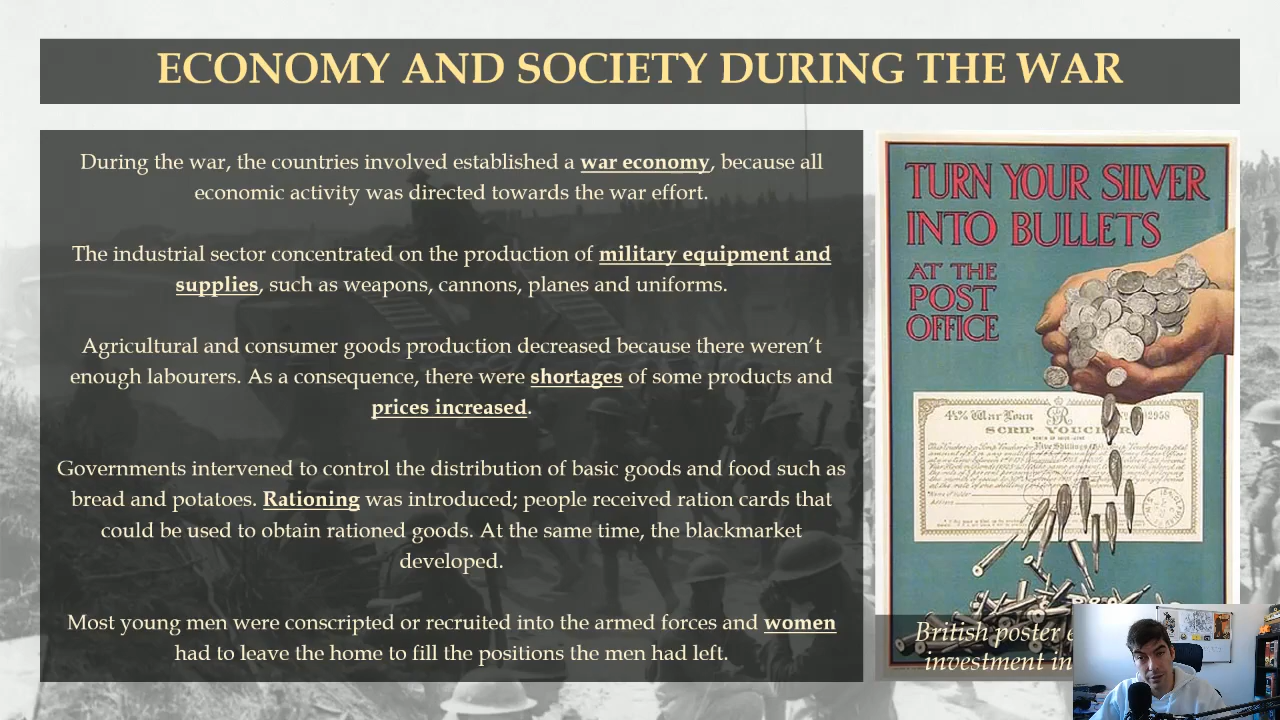 ECONOMY AND SOCIETY DURING THE WAR
During the war, the countries involved established a war economy, because all
economic activity was directed towards the war effort.
The industrial sector concentrated on the production of military equipment and
supplies, such as weapons, cannons, planes and uniforms.
Agricultural and consumer goods production decreased because there weren't
enough labourers. As a consequence, there were shortages of some products and
prices increased.
Governments intervened to control the distribution of basic goods and food such as
bread and potatoes. Rationing was introduced; people received ration cards that
could be used to obtain rationed goods. At the same time, the blackmarket
developed.
Most young men were conscripted or recruited into the armed forces and women
had to leave the home to fill the positions the men had left.
TURN YOUR SILVER
INTO BULLETS
AT THE
POST
OFFICE
4½% War Loan
SCRIP VOUCHER
Five Shillings
British poster
investment in